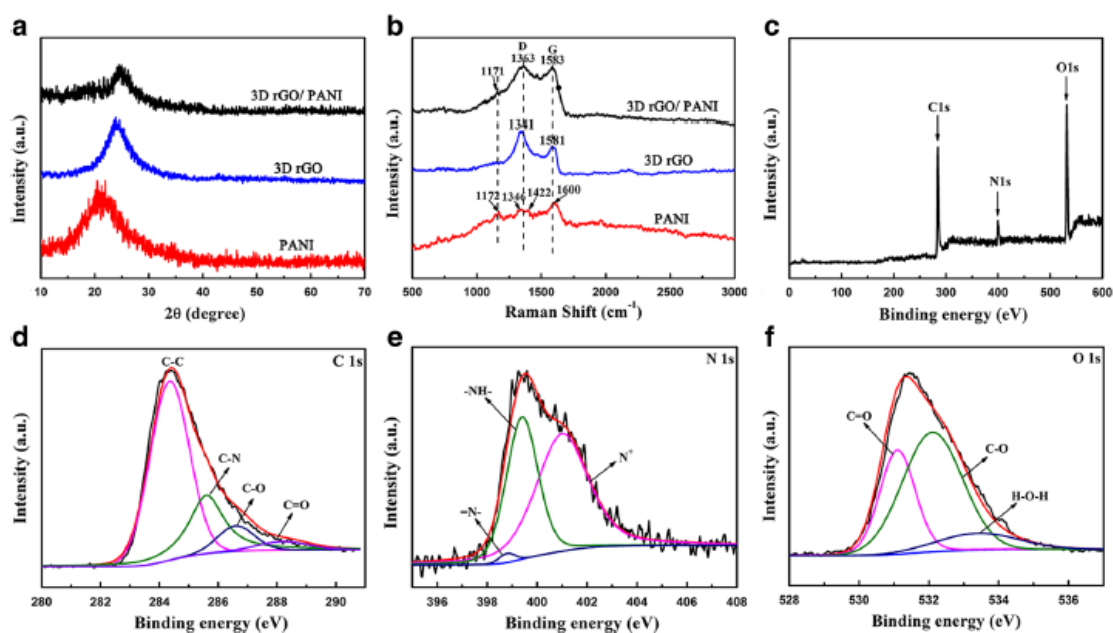 a
3D rGO/ PANI
3D rGO
PANI
Intensity (a.u.)
10 20 30 40 50 60 70
2θ (degree)
b
D G
1171 1363 1583
3D rGO/ PANI
1341 1581
3D rGO
1172 1346 1422 1600
PANI
Intensity (a.u.)
500 1000 1500 2000 2500 3000
Raman Shift (cm⁻¹)
c
O1s
C1s
N1s
Intensity (a.u.)
0 100 200 300 400 500 600
Binding energy (eV)
d
C 1s
C-C
C-N
C-O
C=O
Intensity (a.u.)
280 282 284 286 288 290
Binding energy (eV)
e
N 1s
-NH-
N⁺
=N-
Intensity (a.u.)
396 398 400 402 404 406 408
Binding energy (eV)
f
O 1s
C=O
C-O
H-O-H
Intensity (a.u.)
528 530 532 534 536
Binding energy (eV)